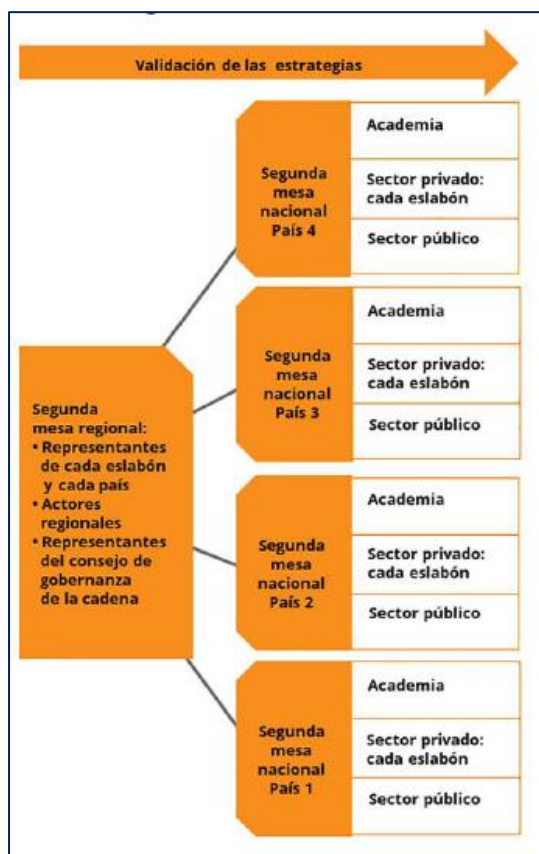 Validación de las estrategias
Segunda
mesa regional:
• Representantes
de cada eslabón
y cada país
• Actores
regionales
• Representantes
del consejo de
gobernanza
de la cadena
Segunda
mesa
nacional
País 4
Academia
Sector privado:
cada eslabón
Sector público
Segunda
mesa
nacional
País 3
Academia
Sector privado:
cada eslabón
Sector público
Segunda
mesa
nacional
País 2
Academia
Sector privado:
cada eslabón
Sector público
Segunda
mesa
nacional
País 1
Academia
Sector privado:
cada eslabón
Sector público